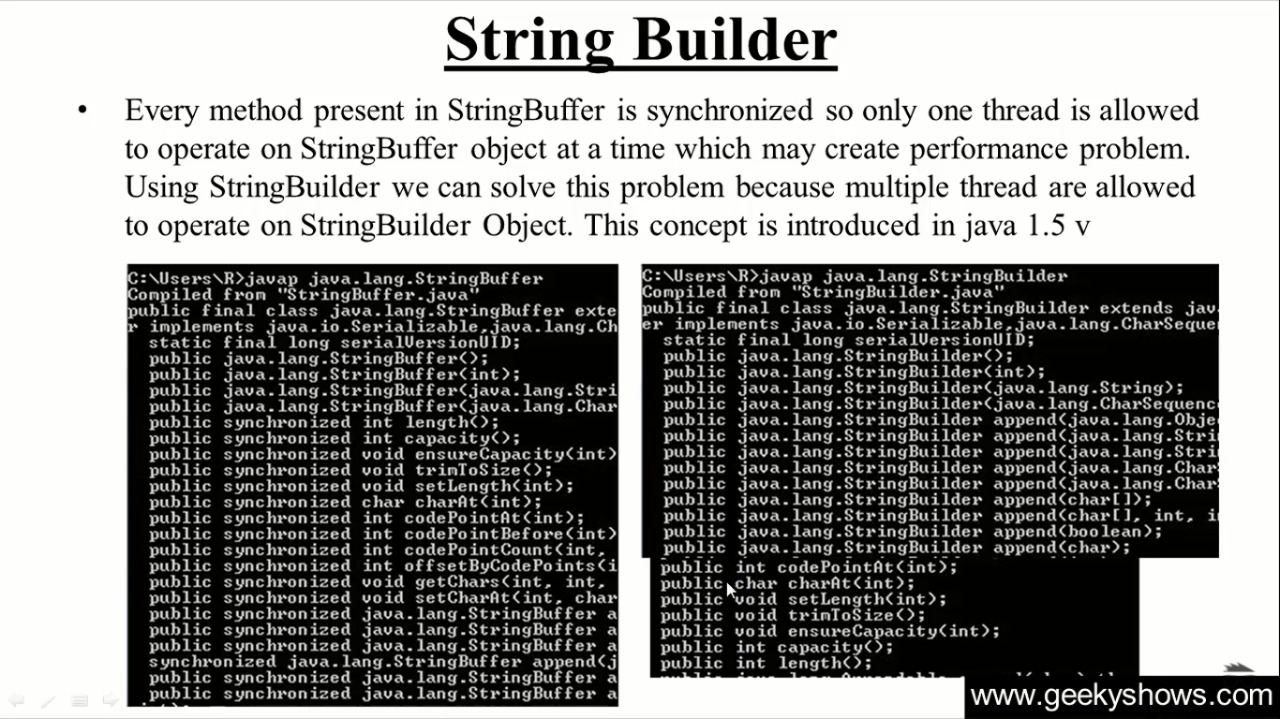 String Builder
• Every method present in StringBuffer is synchronized so only one thread is allowed
to operate on StringBuffer object at a time which may create performance problem.
Using StringBuilder we can solve this problem because multiple thread are allowed
to operate on StringBuilder Object. This concept is introduced in java 1.5 v
C:\Users\R>javap java.lang.StringBuffer
Compiled from "StringBuffer.java"
public final class java.lang.StringBuffer exte
r implements java.io.Serializable,java.lang.Ch
static final long serialVersionUID;
public java.lang.StringBuffer();
public java.lang.StringBuffer(int);
public java.lang.StringBuffer(java.lang.Stri
public java.lang.StringBuffer(java.lang.Char
public synchronized int length();
public synchronized int capacity();
public synchronized void ensureCapacity(int)
public synchronized void trimToSize();
public synchronized void setLength(int);
public synchronized char charAt(int);
public synchronized int codePointAt(int);
public synchronized int codePointBefore(int)
public synchronized int codePointCount(int,
public synchronized int offsetByCodePoints(i
public synchronized void getChars(int, int,
public synchronized void setCharAt(int, char
public synchronized java.lang.StringBuffer a
public synchronized java.lang.StringBuffer a
public synchronized java.lang.StringBuffer a
synchronized java.lang.StringBuffer append(j
public synchronized java.lang.StringBuffer a
public synchronized java.lang.StringBuffer a
C:\Users\R>javap java.lang.StringBuilder
Compiled from "StringBuilder.java"
public final class java.lang.StringBuilder extends jav
er implements java.io.Serializable,java.lang.CharSeque
static final long serialVersionUID;
public java.lang.StringBuilder();
public java.lang.StringBuilder(int);
public java.lang.StringBuilder(java.lang.String);
public java.lang.StringBuilder(java.lang.CharSequenc
public java.lang.StringBuilder append(java.lang.Obje
public java.lang.StringBuilder append(java.lang.Stri
public java.lang.StringBuilder append(java.lang.Stri
public java.lang.StringBuilder append(java.lang.Char
public java.lang.StringBuilder append(java.lang.Char
public java.lang.StringBuilder append(char[]);
public java.lang.StringBuilder append(char[], int, i
public java.lang.StringBuilder append(boolean);
public java.lang.StringBuilder append(char);
public int codePointAt(int);
public char charAt(int);
public void setLength(int);
public void trimToSize();
public void ensureCapacity(int);
public int capacity();
public int length();
www.geekyshows.com